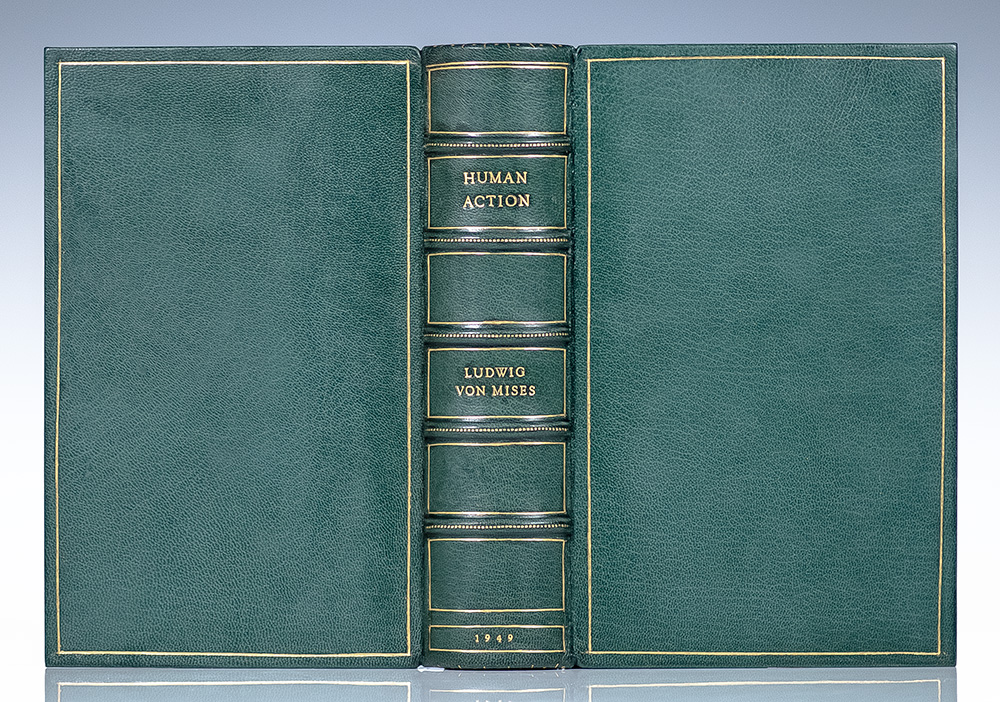 HUMAN
ACTION
LUDWIG
VON MISES
1949